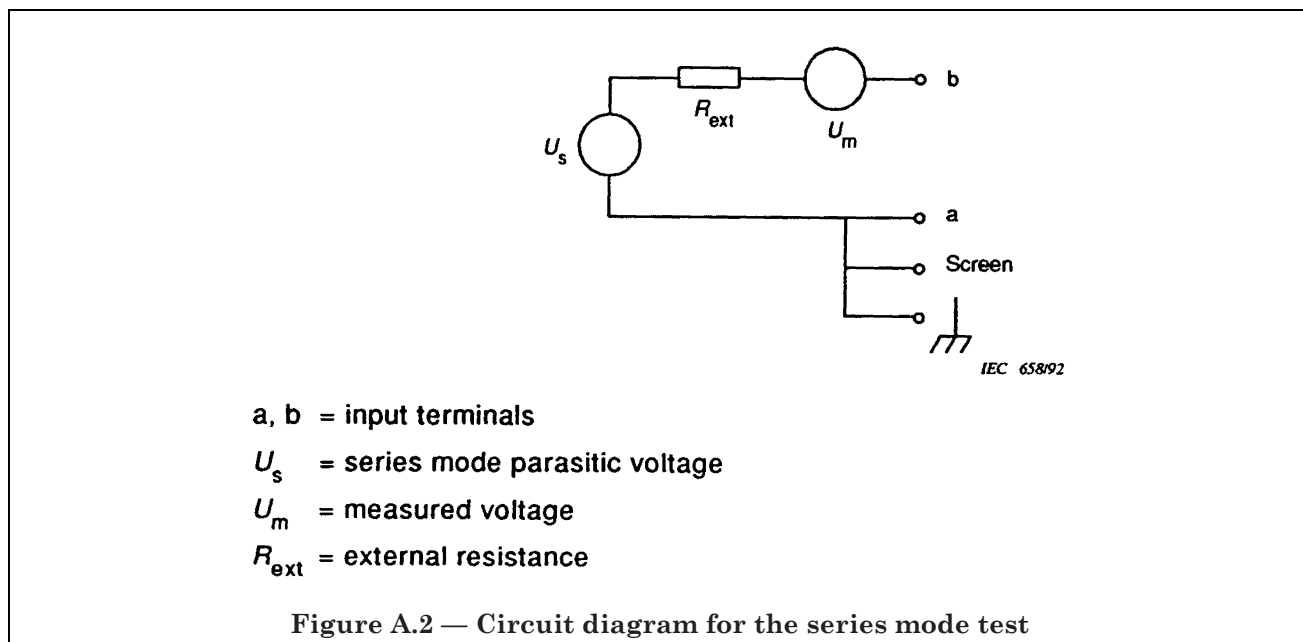 b
R_ext
U_m
U_s
a
Screen
IEC 658/92
a, b = input terminals
U_s = series mode parasitic voltage
U_m = measured voltage
R_ext = external resistance
Figure A.2 — Circuit diagram for the series mode test